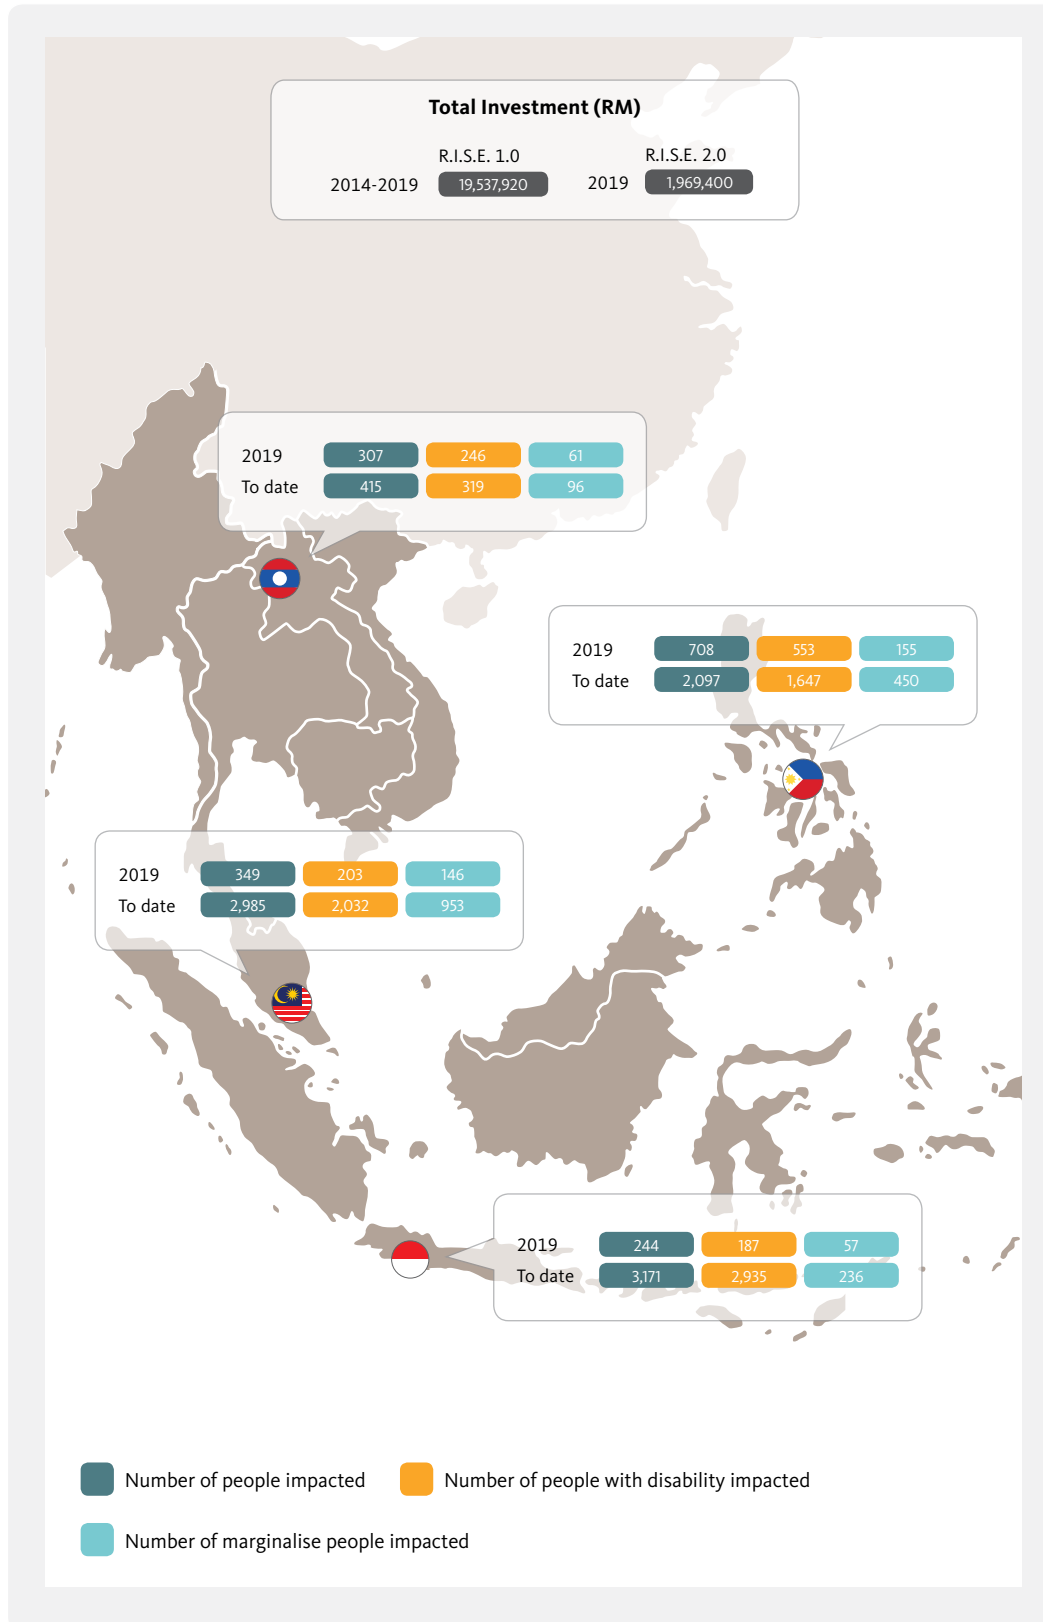 Total Investment (RM)
R.I.S.E. 1.0 R.I.S.E. 2.0
2014-2019 19,537,920 2019 1,969,400
2019 307 246 61
To date 415 319 96
2019 708 553 155
To date 2,097 1,647 450
2019 349 203 146
To date 2,985 2,032 953
2019 244 187 57
To date 3,171 2,935 236
Number of people impacted Number of people with disability impacted
Number of marginalise people impacted